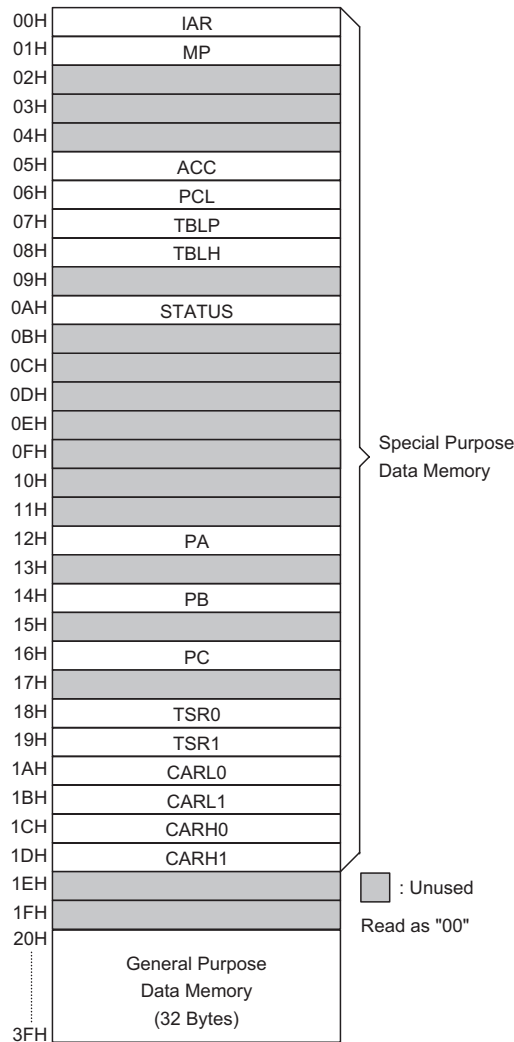 00H IAR
01H MP
02H
03H
04H
05H ACC
06H PCL
07H TBLP
08H TBLH
09H
0AH STATUS
0BH
0CH
0DH
0EH
0FH
10H
11H
12H PA
13H
14H PB
15H
16H PC
17H
18H TSR0
19H TSR1
1AH CARL0
1BH CARL1
1CH CARH0
1DH CARH1
1EH
1FH
20H
General Purpose
Data Memory
(32 Bytes)
3FH
Special Purpose
Data Memory
: Unused
Read as "00"